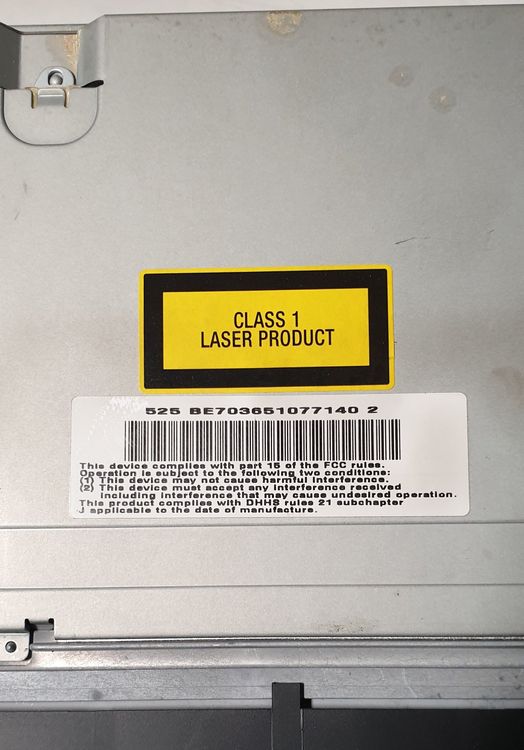 CLASS 1
LASER PRODUCT
525 BE703651077140 2
This device complies with part 15 of the FCC rules.
Operation is subject to the following two conditions:
(1) This device may not cause harmful interference.
(2) This device must accept any interference received
including interference that may cause undesired operation.
This product complies with DHHS rules 21 subchapter
J applicable to the date of manufacture.